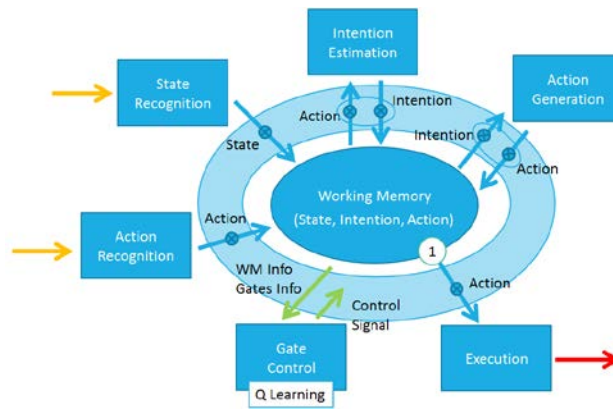 Intention
Estimation
State
Recognition
Action
Generation
Action
Intention
State
Intention
Action
Working Memory
(State, Intention, Action)
Action
Action
Recognition
1
WM Info
Gates Info
Action
Control
Signal
Gate
Control
Execution
Q Learning